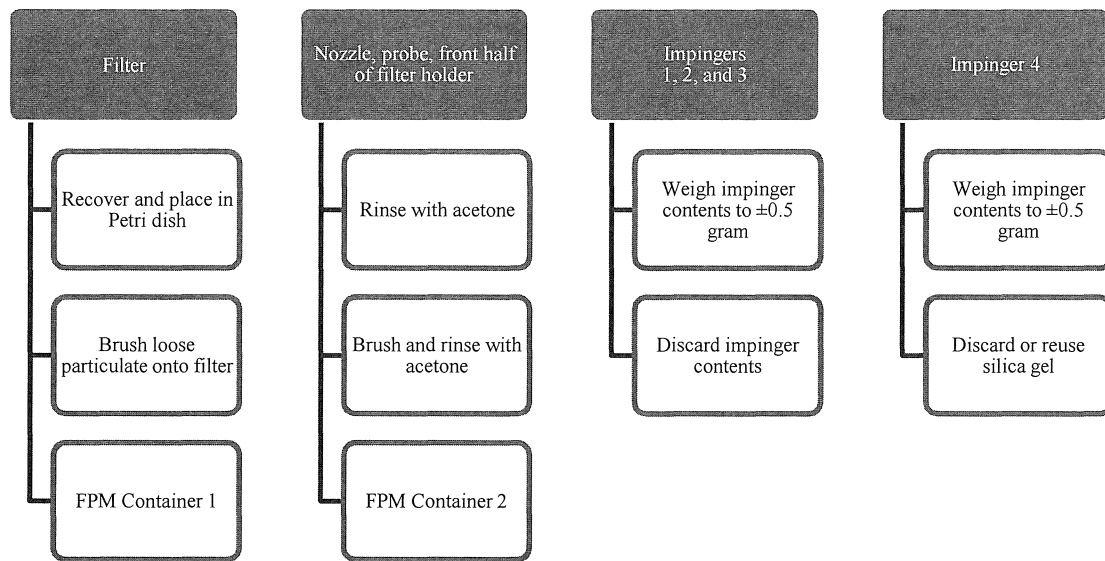 Filter
Recover and place in
Petri dish
Brush loose
particulate onto filter
FPM Container 1
Nozzle, probe, front half
of filter holder
Rinse with acetone
Brush and rinse with
acetone
FPM Container 2
Impingers
1, 2, and 3
Weigh impinger
contents to ±0.5
gram
Discard impinger
contents
Impinger 4
Weigh impinger
contents to ±0.5
gram
Discard or reuse
silica gel